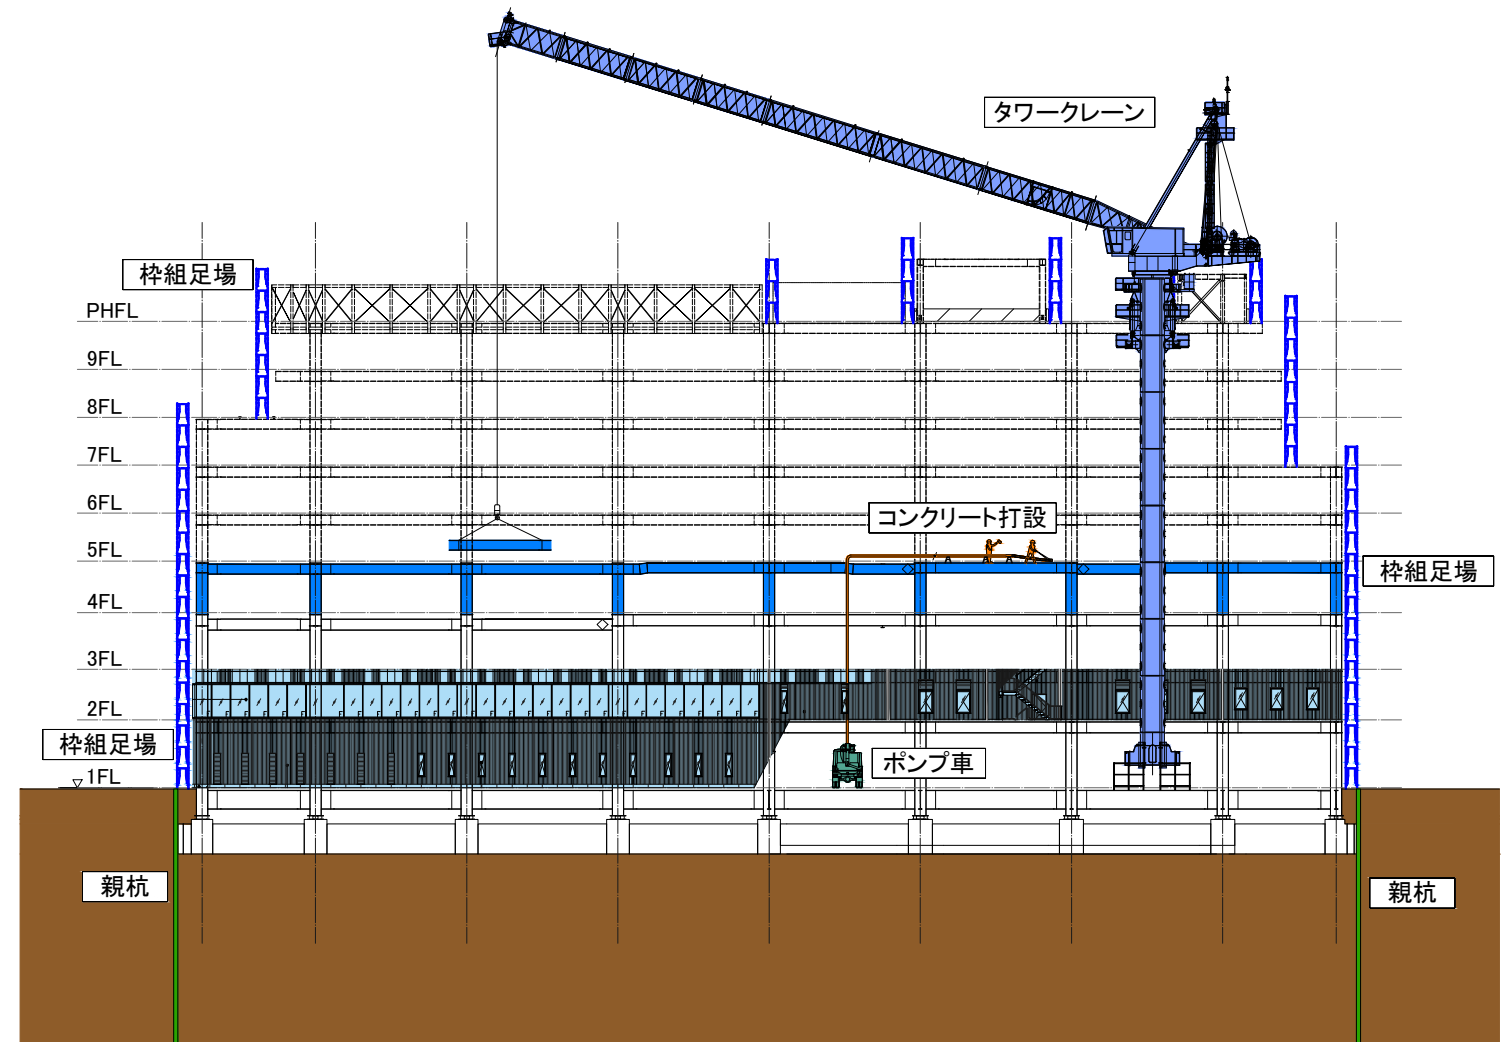 タワークレーン
枠組足場
PHFL
9FL
8FL
7FL
6FL
コンクリート打設
5FL
枠組足場
4FL
3FL
2FL
枠組足場
ポンプ車
1FL
親杭
親杭